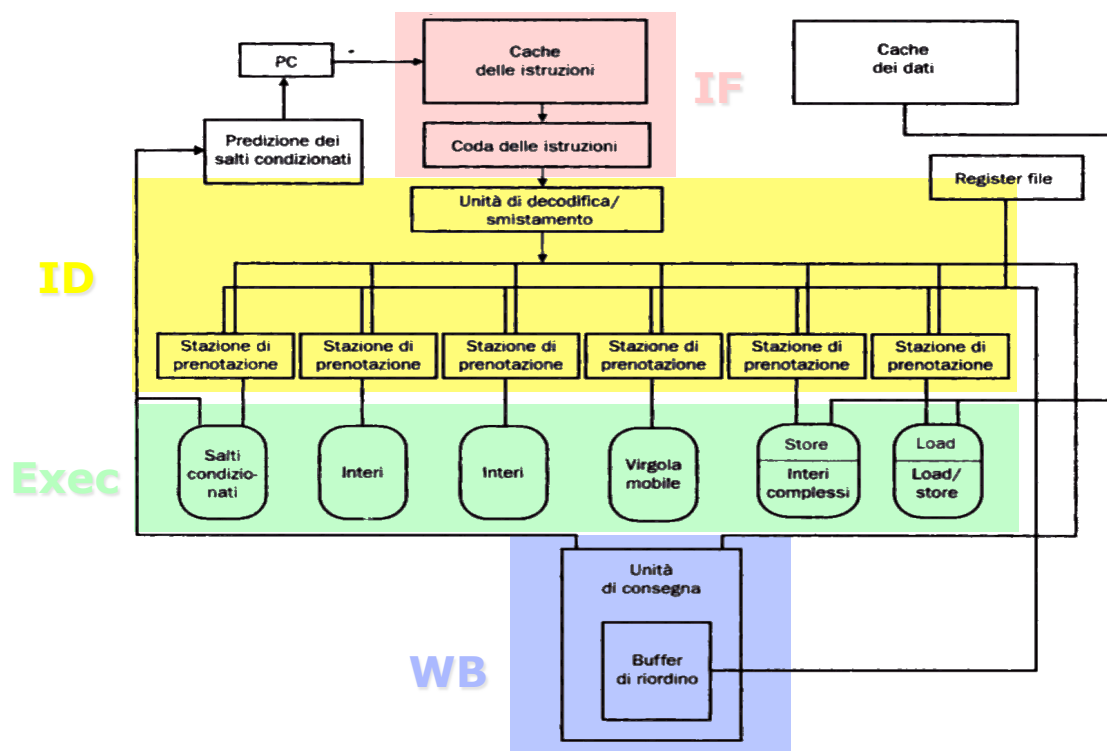 Cache
delle istruzioni
Cache
dei dati
PC
IF
Predizione dei
salti condizionati
Coda delle istruzioni
Register file
Unità di decodifica/
smistamento
ID
Stazione di
prenotazione
Stazione di
prenotazione
Stazione di
prenotazione
Stazione di
prenotazione
Stazione di
prenotazione
Stazione di
prenotazione
Exec
Salti
condizio-
nati
Interi
Interi
Virgola
mobile
Store
Interi
complessi
Load
Load/
store
Unità
di consegna
WB
Buffer
di riordino